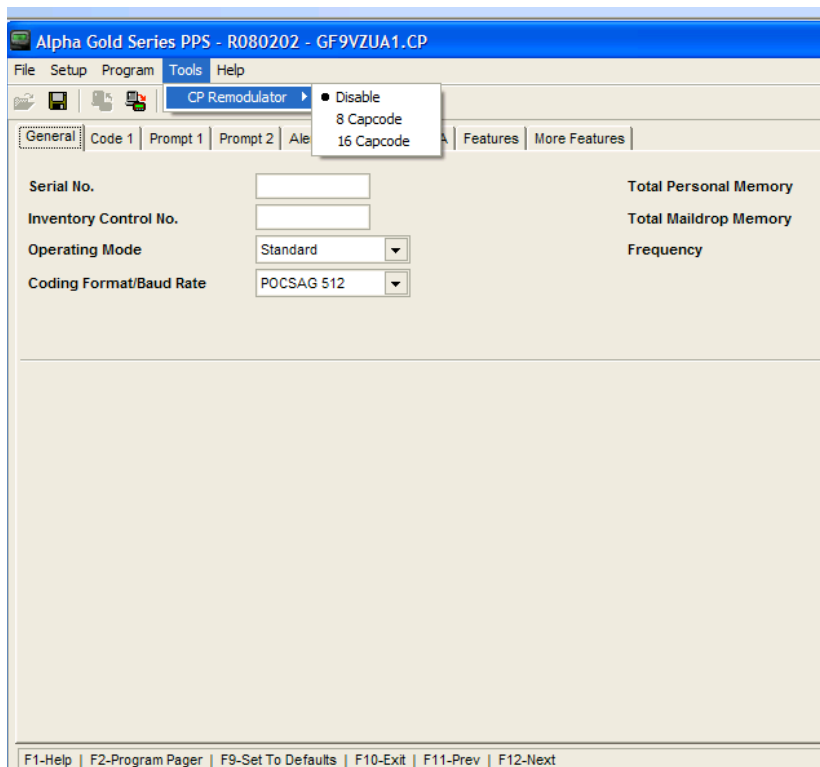 Alpha Gold Series PPS - R080202 - GF9VZUA1.CP
File Setup Program Tools Help
CP Remodulator Disable
8 Capcode
16 Capcode
General Code 1 Prompt 1 Prompt 2 Features More Features
Serial No. Total Personal Memory
Inventory Control No. Total Maildrop Memory
Operating Mode Standard Frequency
Coding Format/Baud Rate POCSAG 512
F1-Help | F2-Program Pager | F9-Set To Defaults | F10-Exit | F11-Prev | F12-Next